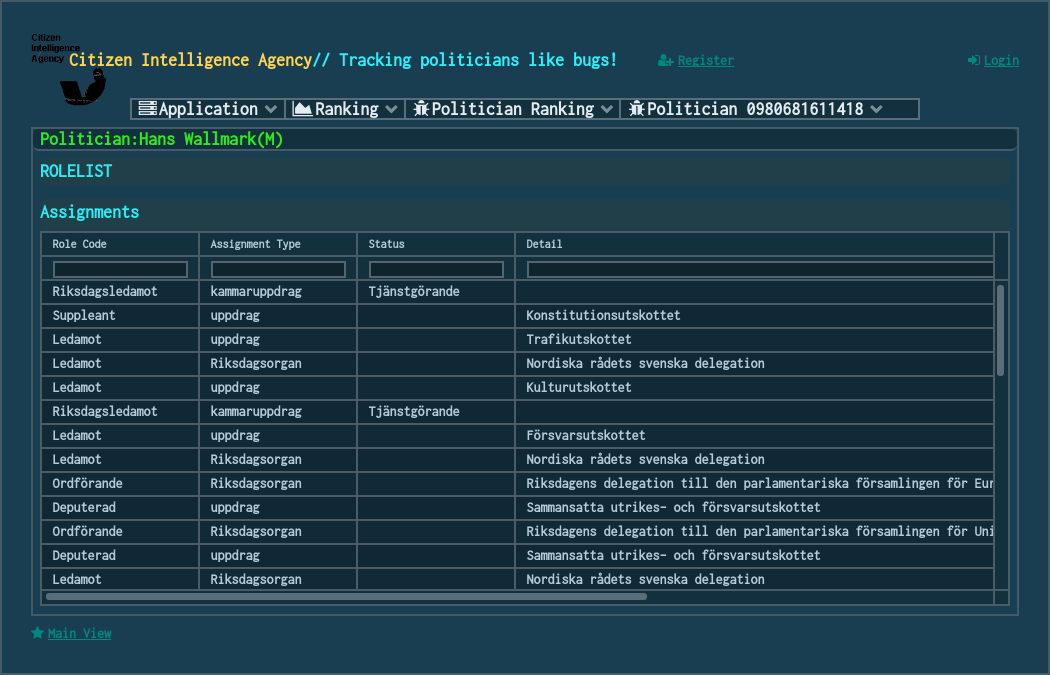 Citizen
Intelligence
Agency
Citizen Intelligence Agency// Tracking politicians like bugs!
Register
Login
Application
Ranking
Politician Ranking
Politician 0980681611418
Politician:Hans Wallmark(M)
ROLELIST
Assignments
Role Code Assignment Type Status Detail
Riksdagsledamot kammaruppdrag Tjänstgörande
Suppleant uppdrag Konstitutionsutskottet
Ledamot uppdrag Trafikutskottet
Ledamot Riksdagsorgan Nordiska rådets svenska delegation
Ledamot uppdrag Kulturutskottet
Riksdagsledamot kammaruppdrag Tjänstgörande
Ledamot uppdrag Försvarsutskottet
Ledamot Riksdagsorgan Nordiska rådets svenska delegation
Ordförande Riksdagsorgan Riksdagens delegation till den parlamentariska församlingen för Eur
Deputerad uppdrag Sammansatta utrikes- och försvarsutskottet
Ordförande Riksdagsorgan Riksdagens delegation till den parlamentariska församlingen för Uni
Deputerad uppdrag Sammansatta utrikes- och försvarsutskottet
Ledamot Riksdagsorgan Nordiska rådets svenska delegation
Main View